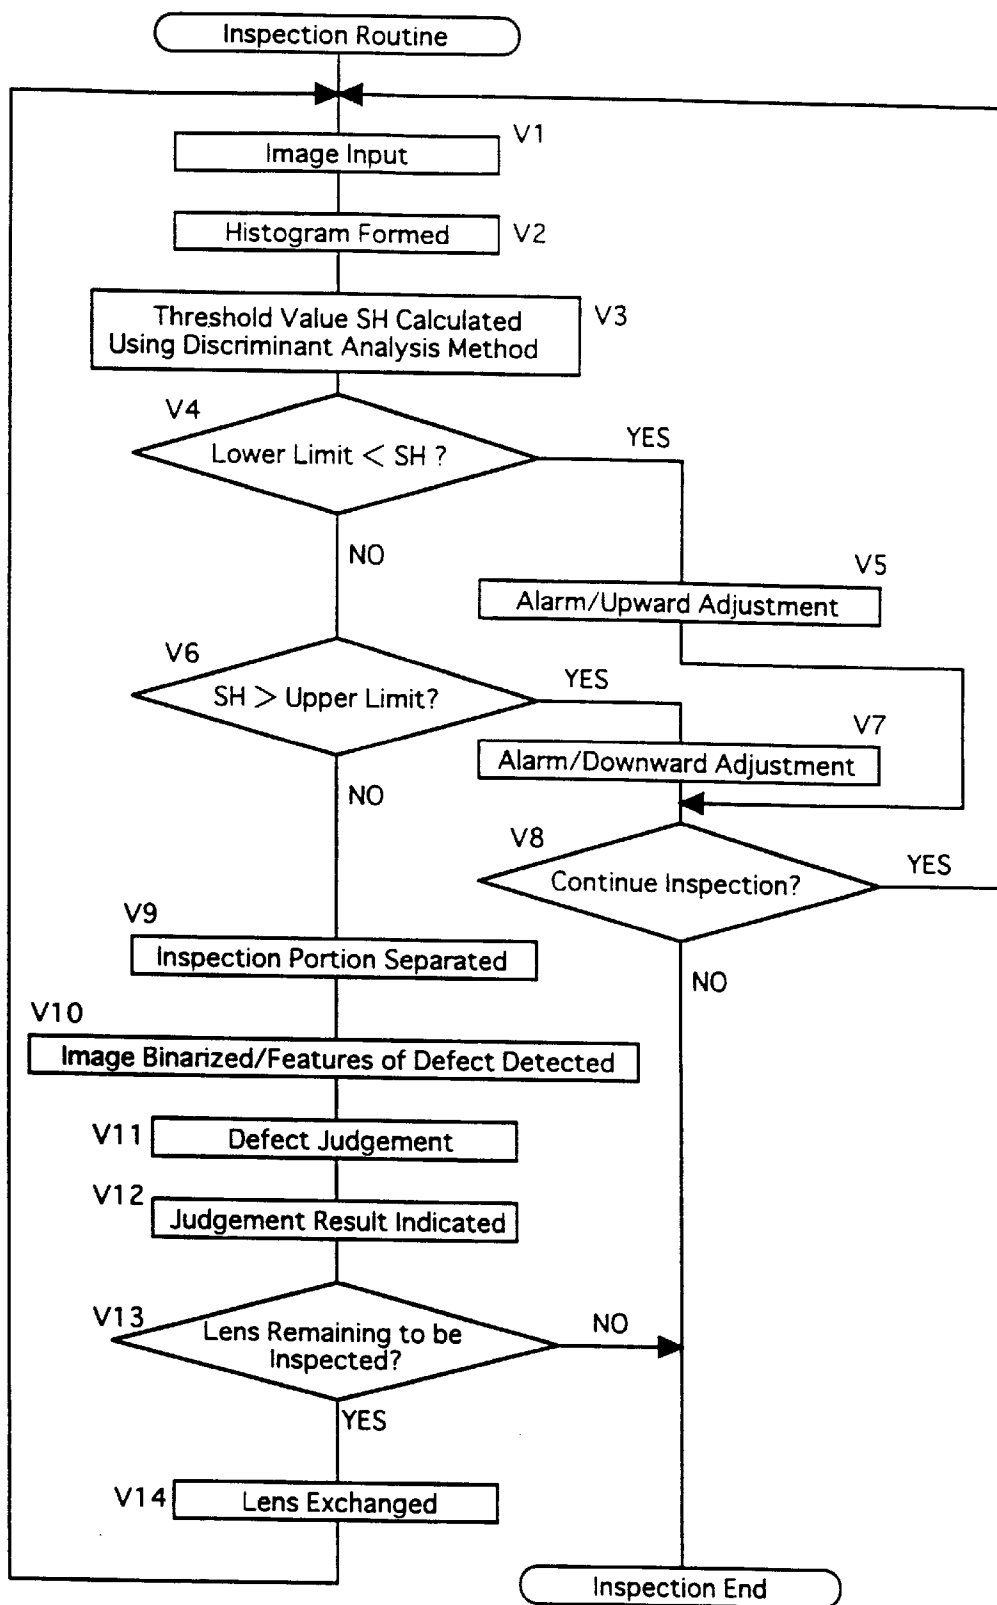 Inspection Routine
V1
Image Input
Histogram Formed
V2
Threshold Value SH Calculated
Using Discriminant Analysis Method
V3
V4
Lower Limit < SH ?
YES
NO
V5
Alarm/Upward Adjustment
V6
SH > Upper Limit?
YES
NO
V7
Alarm/Downward Adjustment
V8
Continue Inspection?
YES
NO
V9
Inspection Portion Separated
V10
Image Binarized/Features of Defect Detected
V11
Defect Judgement
V12
Judgement Result Indicated
V13
Lens Remaining to be
Inspected?
NO
YES
V14
Lens Exchanged
Inspection End